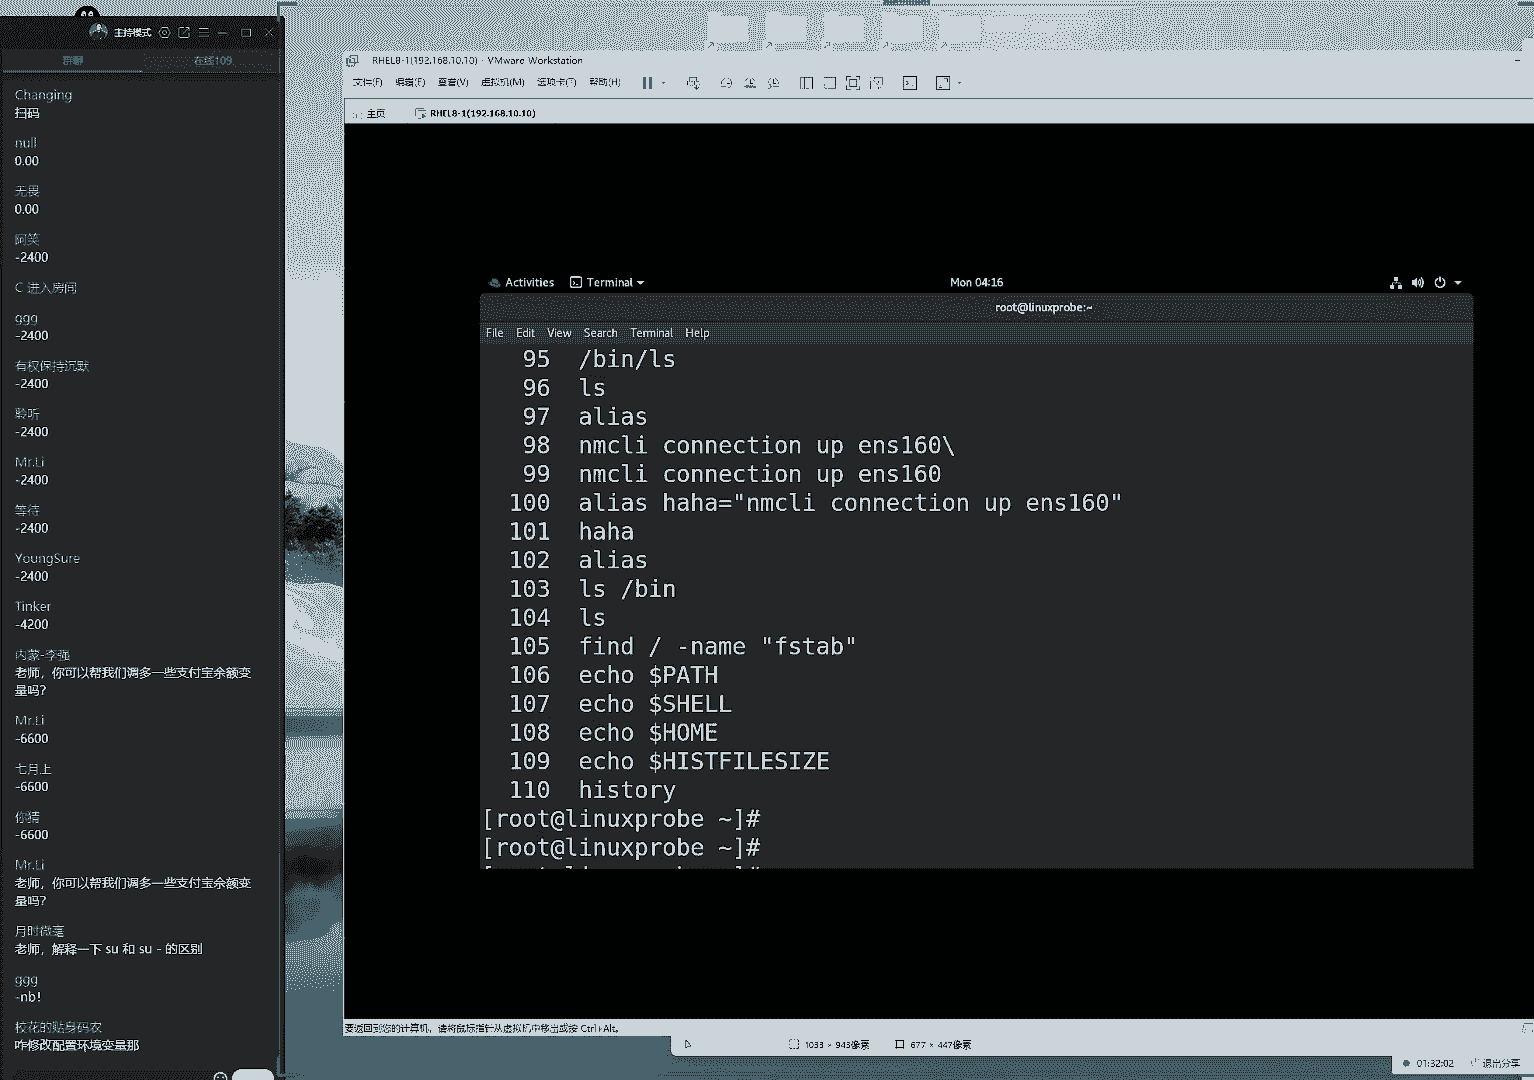 主持模式
群聊
在线109
Changing
扫码
null
0.00
无畏
0.00
阿笑
-2400
C 进入房间
ggg
-2400
有权保持沉默
-2400
聆听
-2400
Mr.Li
-2400
等待
-2400
YoungSure
-2400
Tinker
-4200
内蒙-李强
老师，你可以帮我们调多一些支付宝余额变
量吗？
Mr.Li
-6600
七月上
-6600
你猜
-6600
Mr.Li
老师，你可以帮我们调多一些支付宝余额变
量吗？
月时微毫
老师，解释一下 su 和 su - 的区别
ggg
-nb!
校花的贴身码农
咋修改配置环境变量那
RHEL8-1(192.168.10.10) - VMware Workstation
文件(F) 编辑(E) 查看(V) 虚拟机(M) 选项卡(T) 帮助(H)
主页 RHEL8-1(192.168.10.10)
Activities Terminal Mon 04:16
root@linuxprobe:~
File Edit View Search Terminal Help
95 /bin/ls
96 ls
97 alias
98 nmcli connection up ens160\
99 nmcli connection up ens160
100 alias haha="nmcli connection up ens160"
101 haha
102 alias
103 ls /bin
104 ls
105 find / -name "fstab"
106 echo $PATH
107 echo $SHELL
108 echo $HOME
109 echo $HISTFILESIZE
110 history
[root@linuxprobe ~]#
[root@linuxprobe ~]#
要返回到您的计算机，请将鼠标指针从虚拟机中移出或按 Ctrl+Alt。
1033 × 943像素 677 × 447像素
01:32:02 退出分享